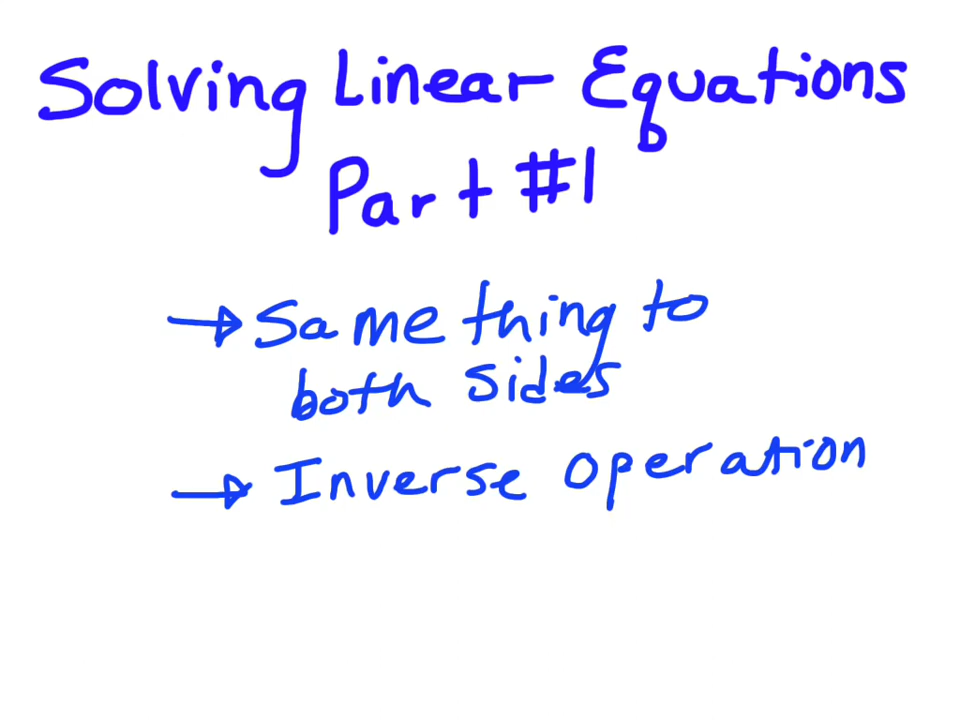 Solving Linear Equations
Part #1
→ Same thing to
both sides
→ Inverse operation